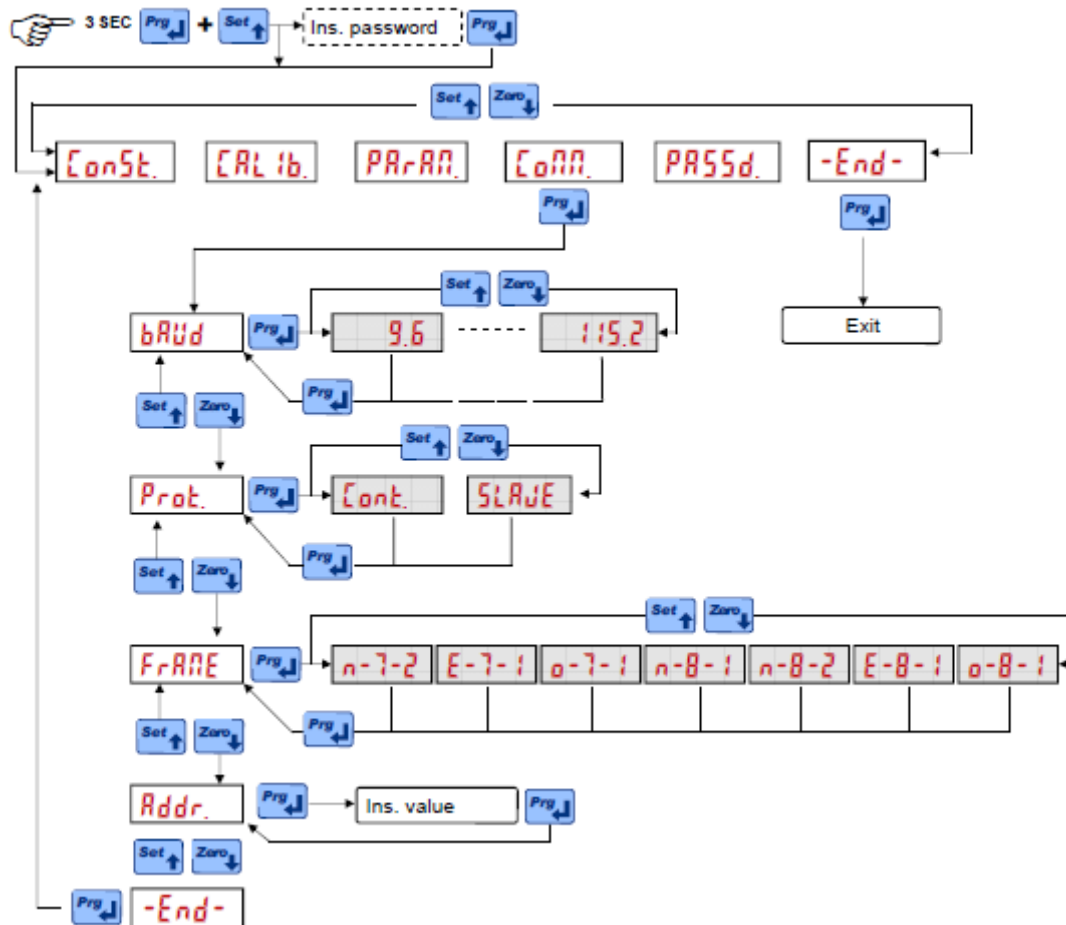 3 SEC Prg + Set Ins. password Prg
Set Zero
ConSt. CALIb. PArAM. CoMM. PASSd. -End-
Prg Prg
Set Zero
Exit
bAUd Prg 9.6 115.2
Prg
Set Zero
Set Zero
Prot. Prg Cont. SLAVE
Prg
Set Zero
Set Zero
FrAME Prg n-7-2 E-7-1 o-7-1 n-8-1 n-8-2 E-8-1 o-8-1
Set Zero Prg
Addr. Prg Ins. value Prg
Set Zero
Prg -End-